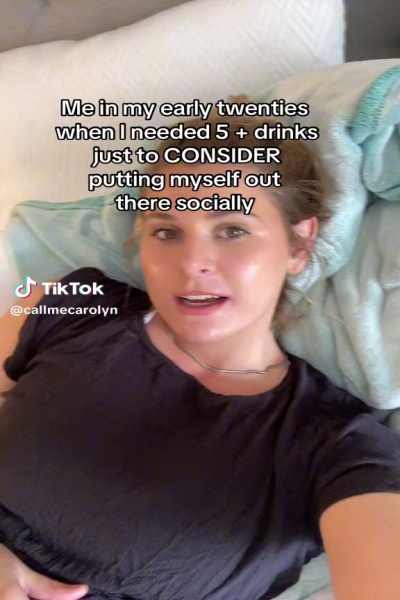 Me in my early twenties
when I needed 5 + drinks
just to CONSIDER
putting myself out
there socially
TikTok
@callmecarolyn